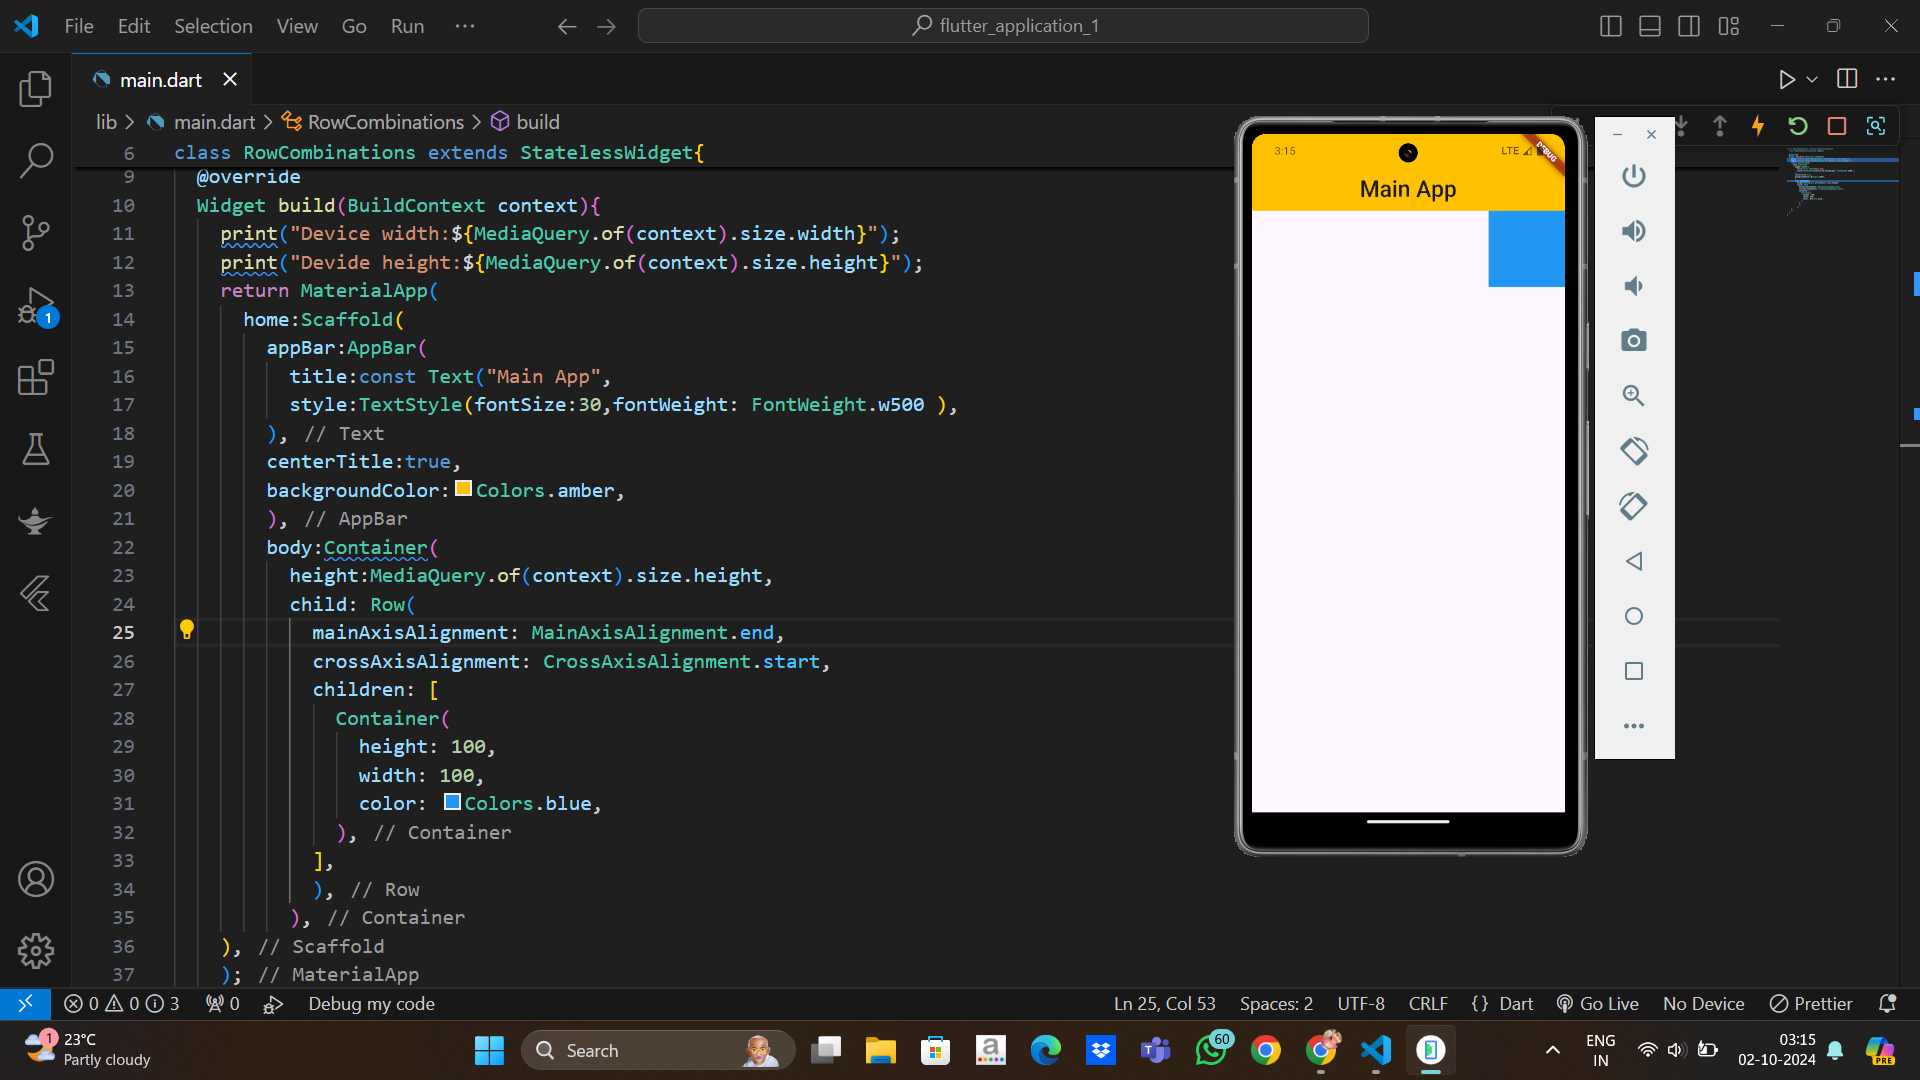 File Edit Selection View Go Run ··· flutter_application_1
main.dart
lib > main.dart > RowCombinations > build
6 class RowCombinations extends StatelessWidget{
9 @override
10 Widget build(BuildContext context){
11 print("Device width:${MediaQuery.of(context).size.width}");
12 print("Devide height:${MediaQuery.of(context).size.height}");
13 return MaterialApp(
14 home:Scaffold(
15 appBar:AppBar(
16 title:const Text("Main App",
17 style:TextStyle(fontSize:30,fontWeight: FontWeight.w500 ),
18 ), // Text
19 centerTitle:true,
20 backgroundColor:Colors.amber,
21 ), // AppBar
22 body:Container(
23 height:MediaQuery.of(context).size.height,
24 child: Row(
25 mainAxisAlignment: MainAxisAlignment.end,
26 crossAxisAlignment: CrossAxisAlignment.start,
27 children: [
28 Container(
29 height: 100,
30 width: 100,
31 color: Colors.blue,
32 ), // Container
33 ],
34 ), // Row
35 ), // Container
36 ), // Scaffold
37 ); // MaterialApp
1
3:15 LTE DEBUG
Main App
0 0 3 0 Debug my code Ln 25, Col 53 Spaces: 2 UTF-8 CRLF {} Dart Go Live No Device Prettier
1
23°C
Partly cloudy
Search
60
ENG
IN
03:15
02-10-2024
PRE